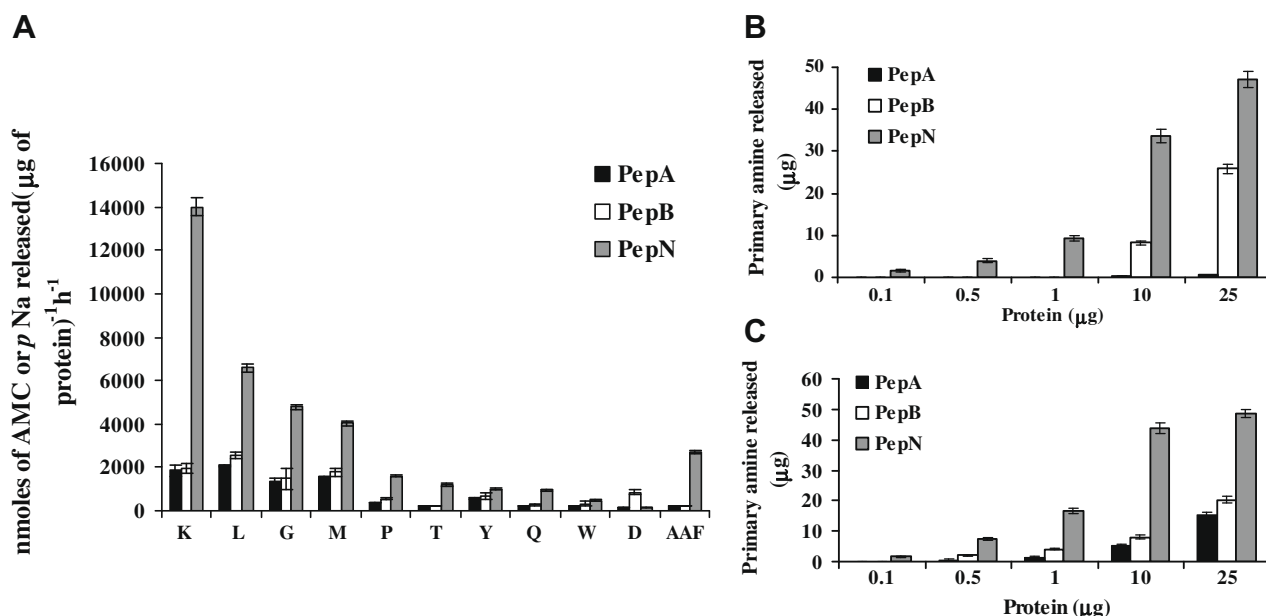 A
nmoles of AMC or p Na released(μg of
protein)-1h-1
16000
14000
12000
10000
8000
6000
4000
2000
0
PepA
PepB
PepN
K L G M P T Y Q W D AAF
B
Primary amine released
(μg)
50
40
30
20
10
0
PepA
PepB
PepN
0.1 0.5 1 10 25
Protein (μg)
C
Primary amine released
(μg)
60
50
40
30
20
10
0
PepA
PepB
PepN
0.1 0.5 1 10 25
Protein (μg)